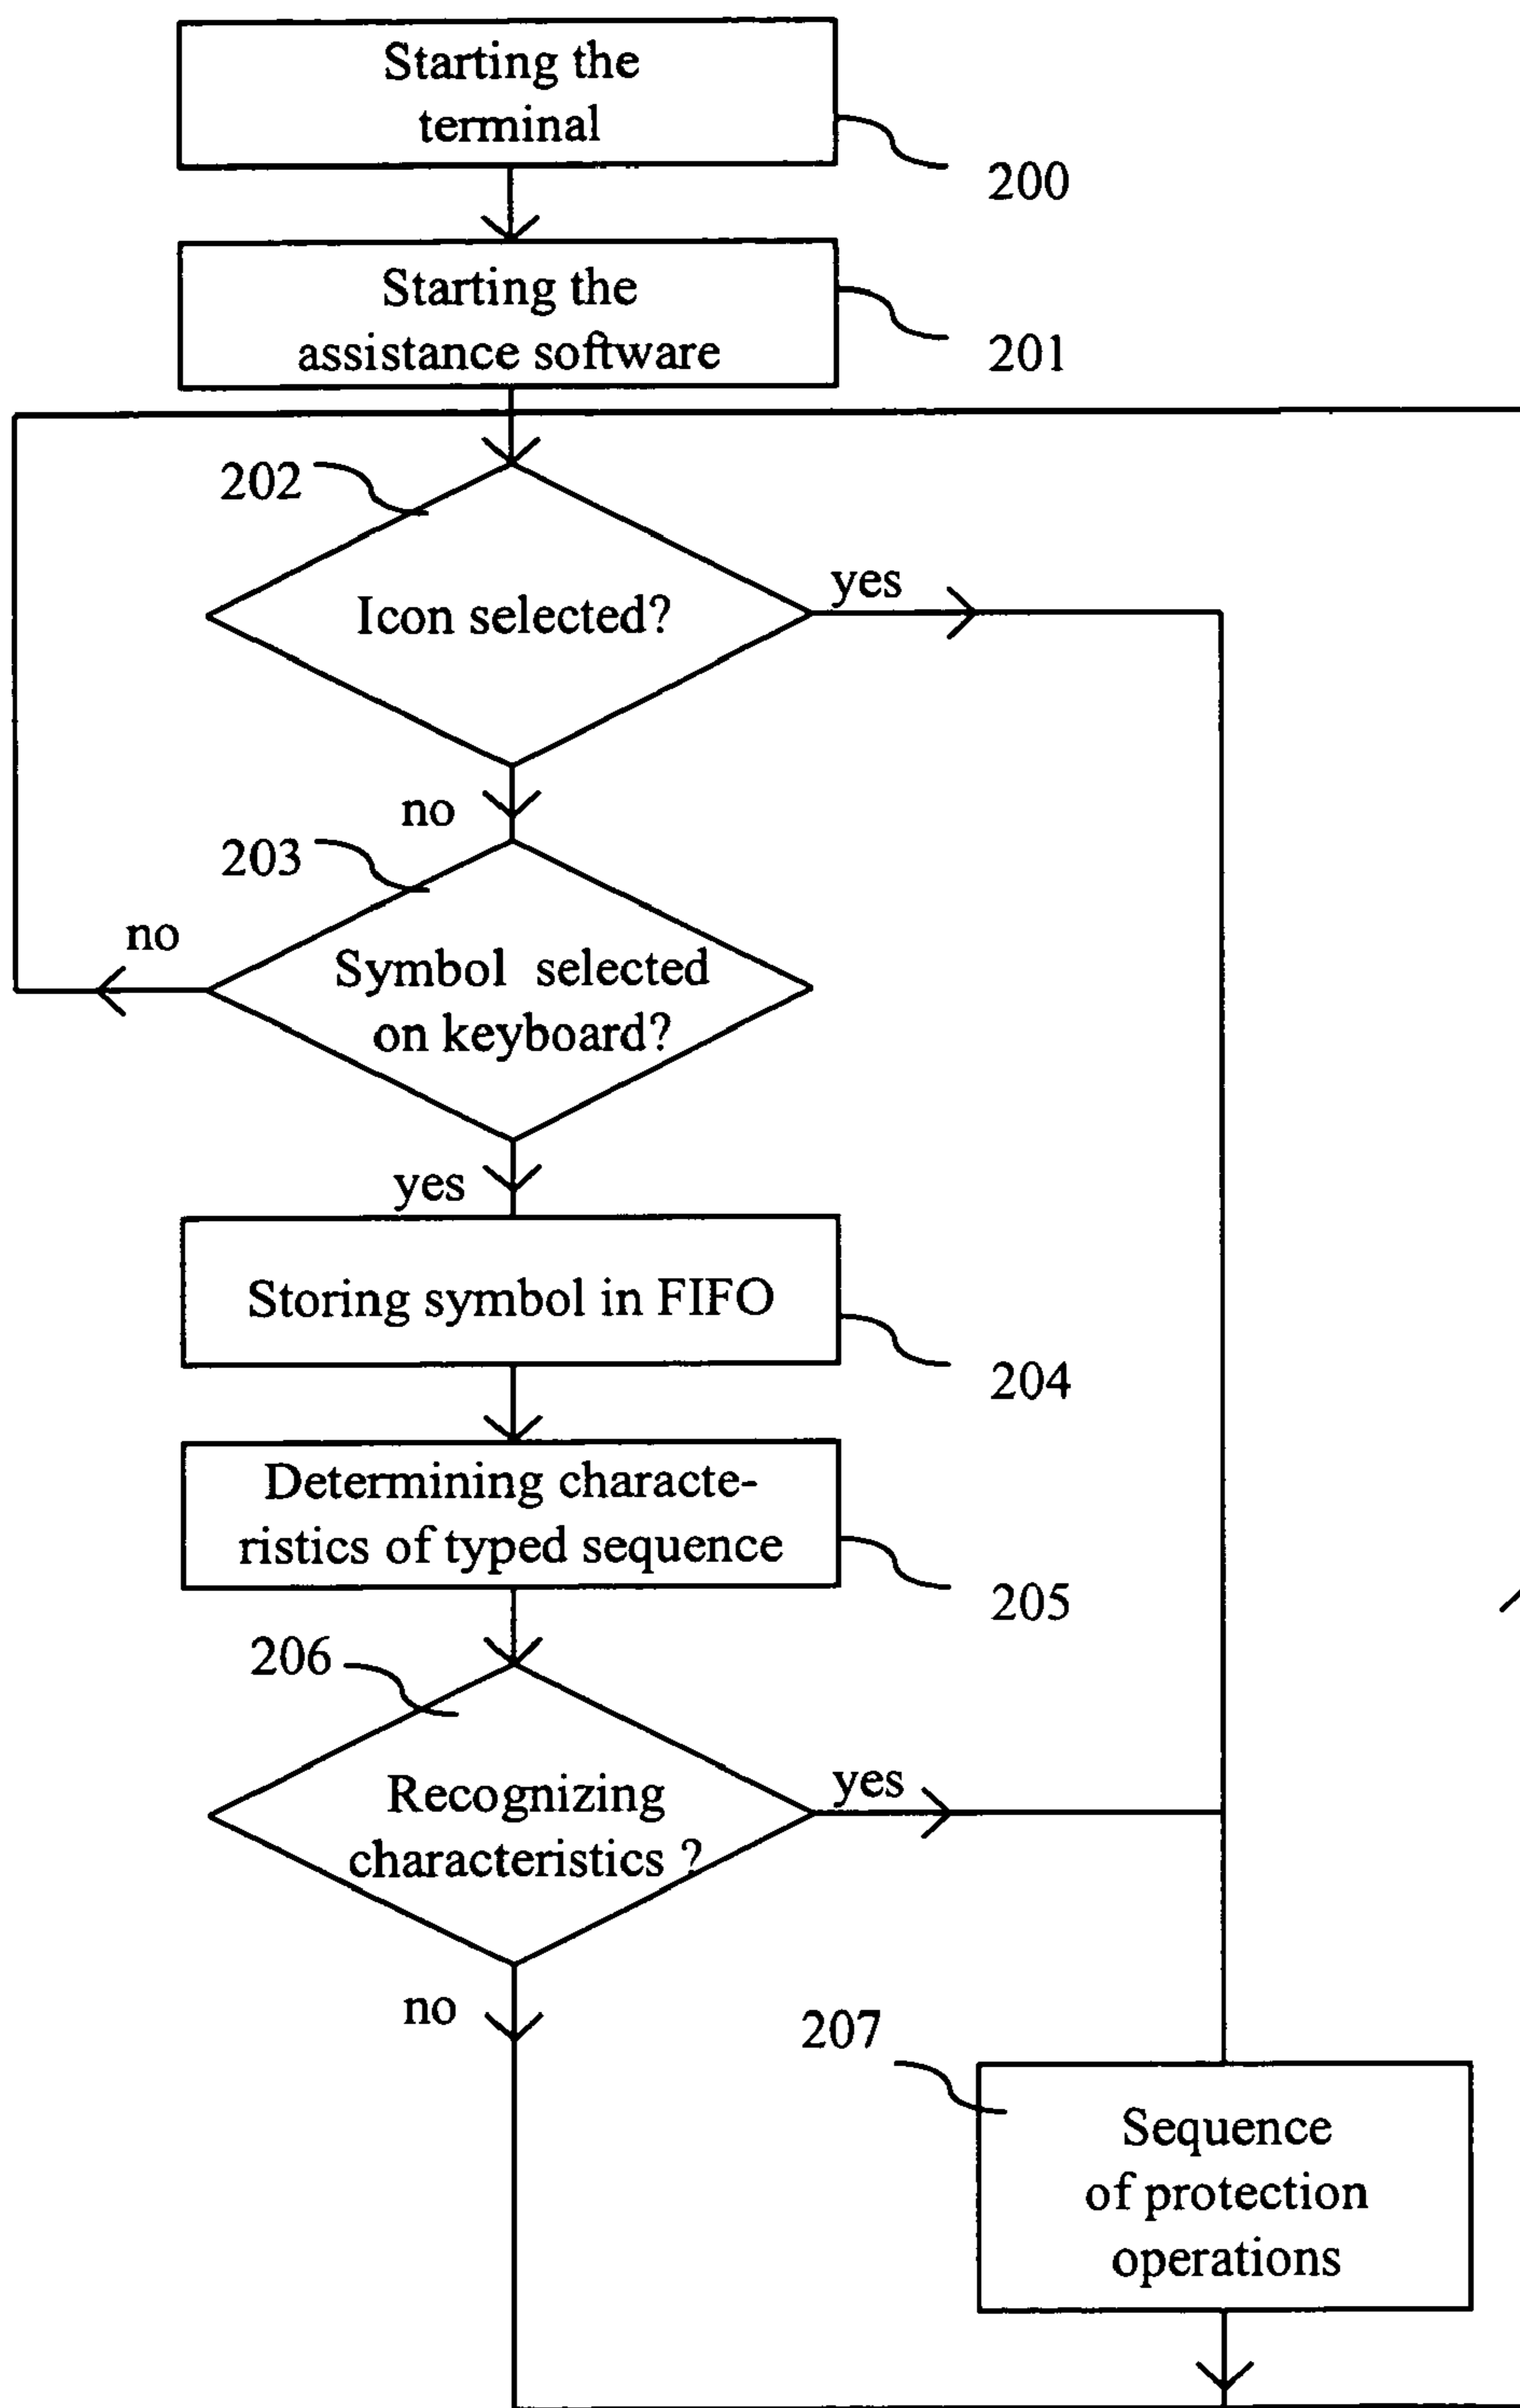 Starting the
terminal
200
Starting the
assistance software
201
202
Icon selected?
yes
no
203
no
Symbol selected
on keyboard?
yes
Storing symbol in FIFO
204
Determining characte-
ristics of typed sequence
205
206
Recognizing
characteristics ?
yes
no
207
Sequence
of protection
operations